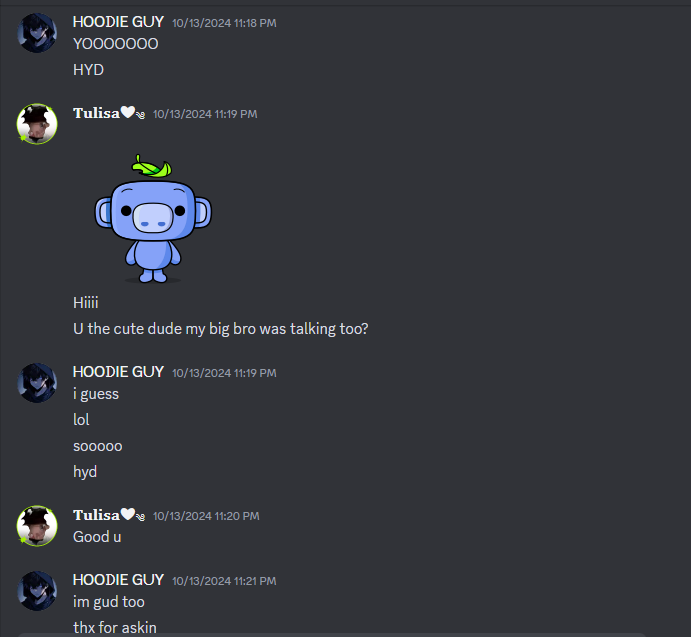 HOODIE GUY 10/13/2024 11:18 PM
YOOOOOOO
HYD
Tulisa🤍༄ 10/13/2024 11:19 PM
Hiiii
U the cute dude my big bro was talking too?
HOODIE GUY 10/13/2024 11:19 PM
i guess
lol
sooooo
hyd
Tulisa🤍༄ 10/13/2024 11:20 PM
Good u
HOODIE GUY 10/13/2024 11:21 PM
im gud too
thx for askin